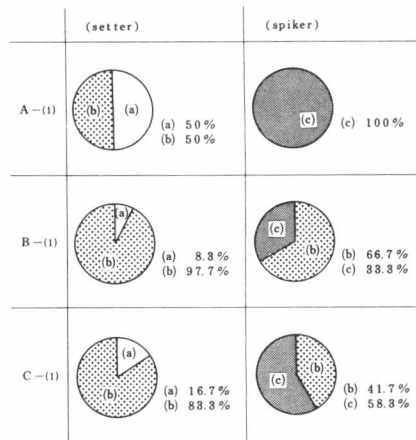 (setter) (spiker)
A－(1)
(b) (a)
(a) 50%
(b) 50%
(c)
(c) 100%
B－(1)
(a)
(b)
(a) 8.3%
(b) 97.7%
(c)
(b)
(b) 66.7%
(c) 33.3%
C－(1)
(a)
(b)
(a) 16.7%
(b) 83.3%
(c) (b)
(b) 41.7%
(c) 58.3%